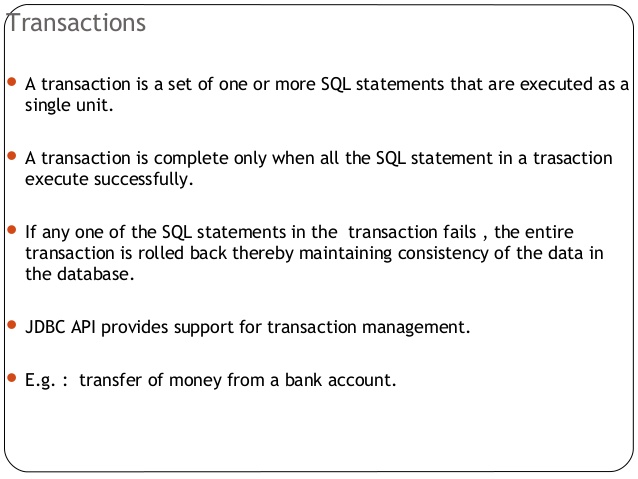 Transactions
A transaction is a set of one or more SQL statements that are executed as a
single unit.
A transaction is complete only when all the SQL statement in a trasaction
execute successfully.
If any one of the SQL statements in the  transaction fails , the entire
transaction is rolled back thereby maintaining consistency of the data in
the database.
JDBC API provides support for transaction management.
E.g. :  transfer of money from a bank account.